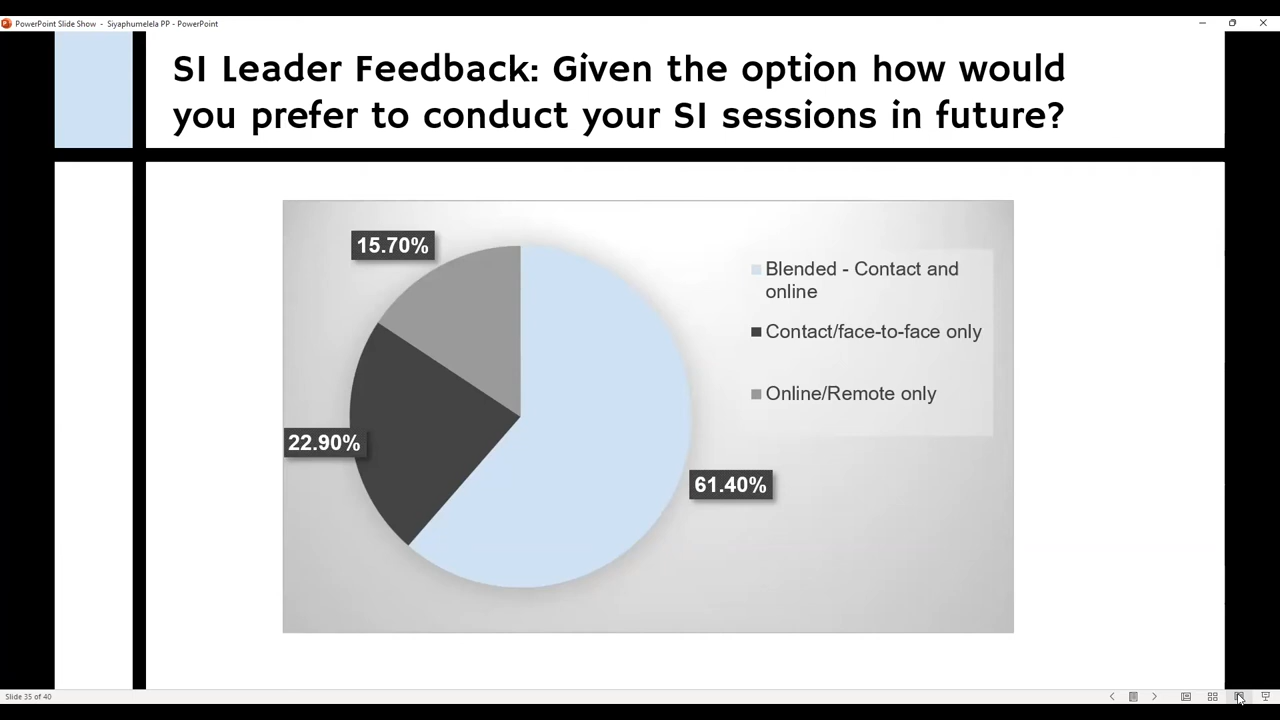 PowerPoint Slide Show - Siyaphumelela PP - PowerPoint
SI Leader Feedback: Given the option how would
you prefer to conduct your SI sessions in future?
15.70%
22.90%
61.40%
Blended - Contact and
online
Contact/face-to-face only
Online/Remote only
Slide 35 of 40